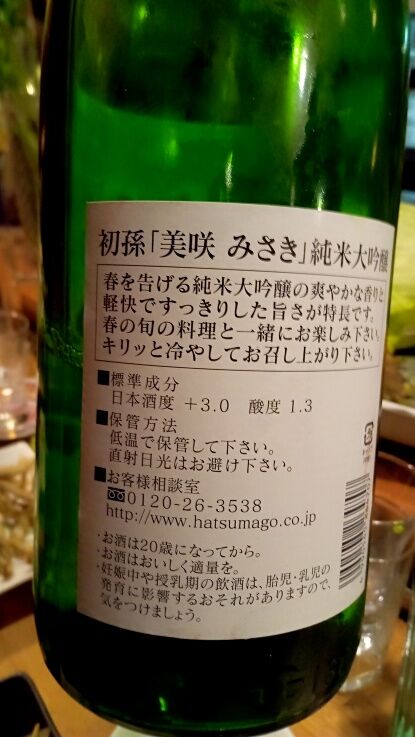 初孫「美咲 みさき」純米大吟醸
春を告げる純米大吟醸の爽やかな香りと
軽快ですっきりした旨さが特長です。
春の旬の料理と一緒にお楽しみ下さい。
キリッと冷やしてお召し上がり下さい。
■標準成分
日本酒度 +3.0 酸度 1.3
■保管方法
低温で保管して下さい。
直射日光はお避け下さい。
■お客様相談室
0120-26-3538
http://www.hatsumago.co.jp
・お酒は20歳になってから。
・お酒はおいしく適量を。
・妊娠中や授乳期の飲酒は、胎児・乳児の
発育に影響するおそれがありますので、
気をつけましょう。